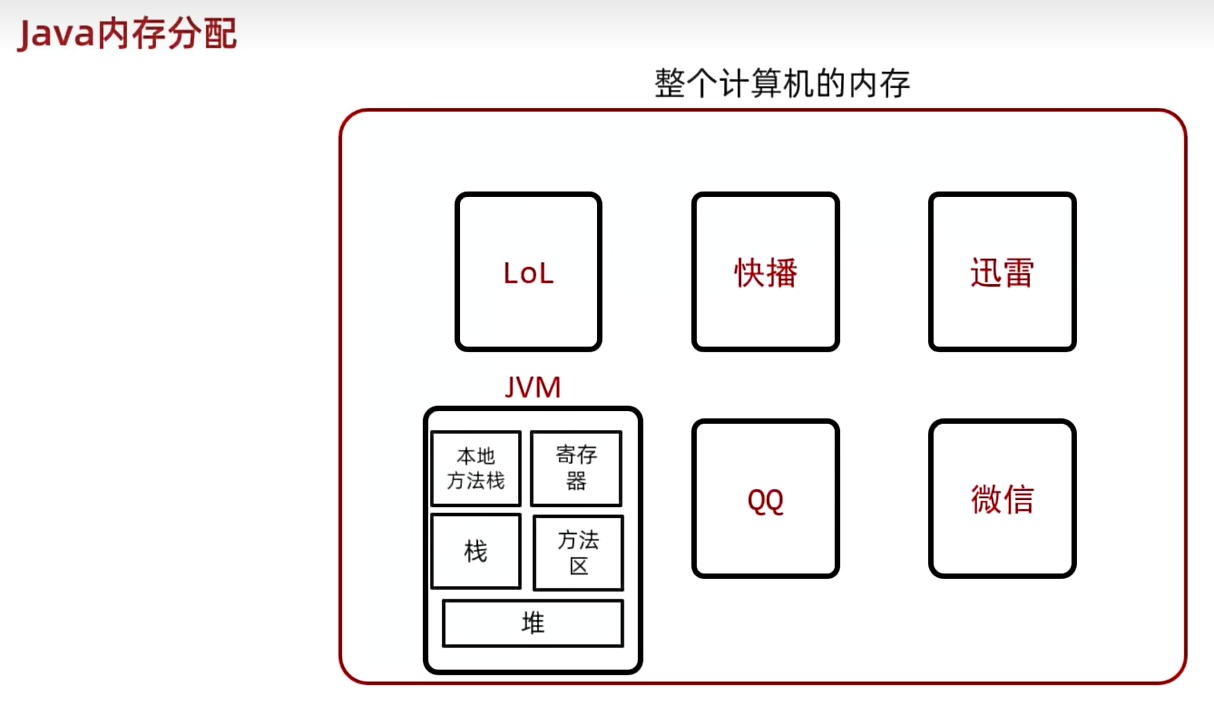 Java内存分配
整个计算机的内存
LoL
快播
迅雷
JVM
本地
方法栈
寄存
器
栈
方法
区
堆
QQ
微信